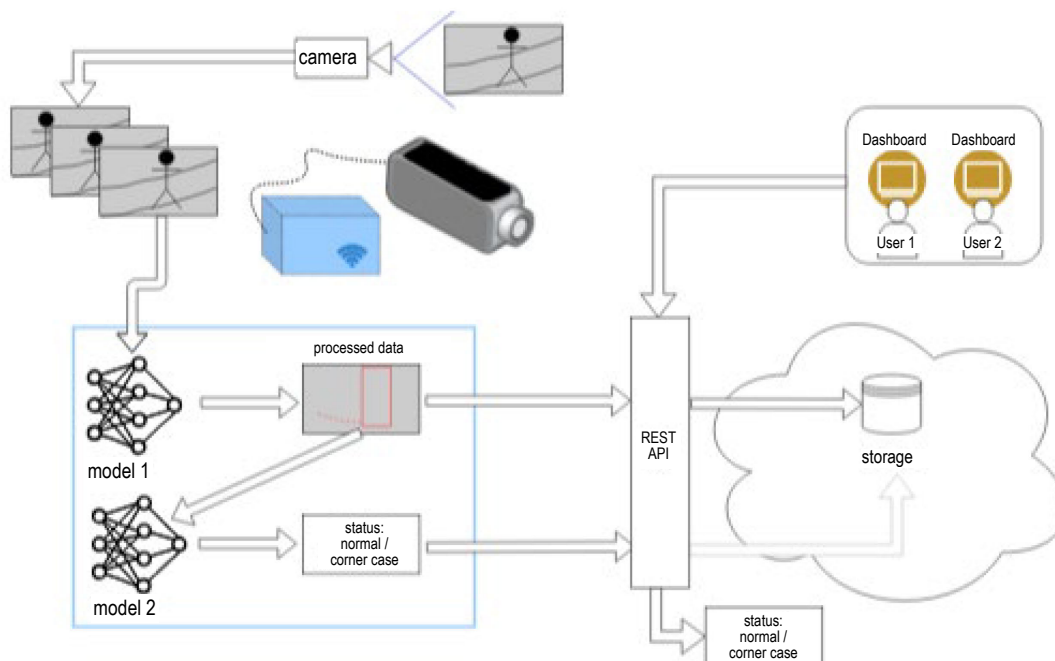 camera
Dashboard
Dashboard
User 1
User 2
processed data
model 1
REST
API
storage
status:
normal /
corner case
model 2
status:
normal /
corner case